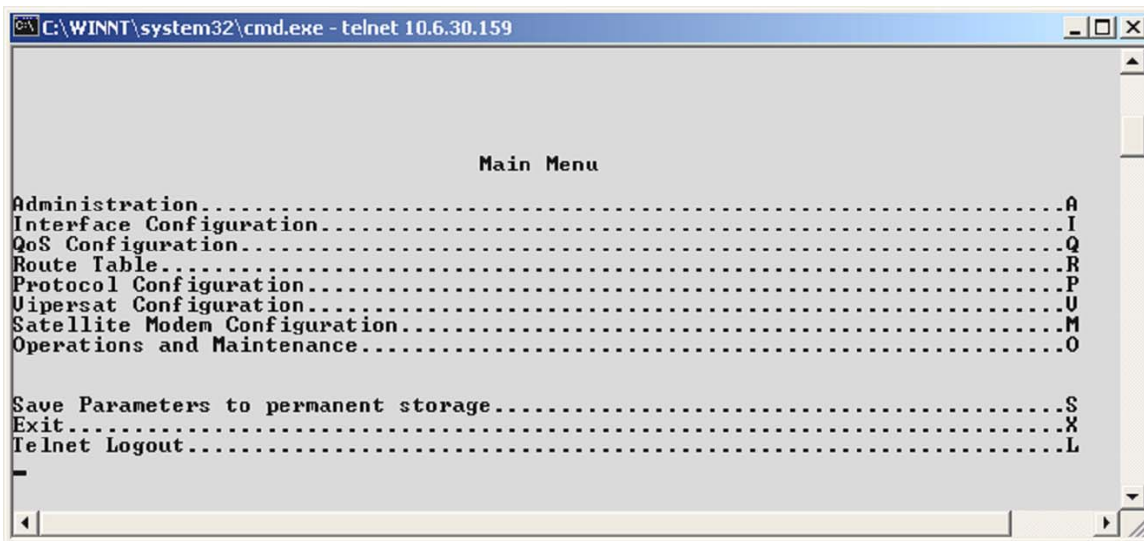 C:\WINNT\system32\cmd.exe - telnet 10.6.30.159
Main Menu
Administration.................................................................A
Interface Configuration........................................................I
QoS Configuration..............................................................Q
Route Table....................................................................R
Protocol Configuration.........................................................P
Vipersat Configuration.........................................................V
Satellite Modem Configuration..................................................M
Operations and Maintenance.....................................................O
Save Parameters to permanent storage...........................................S
Exit...........................................................................X
Telnet Logout..................................................................L